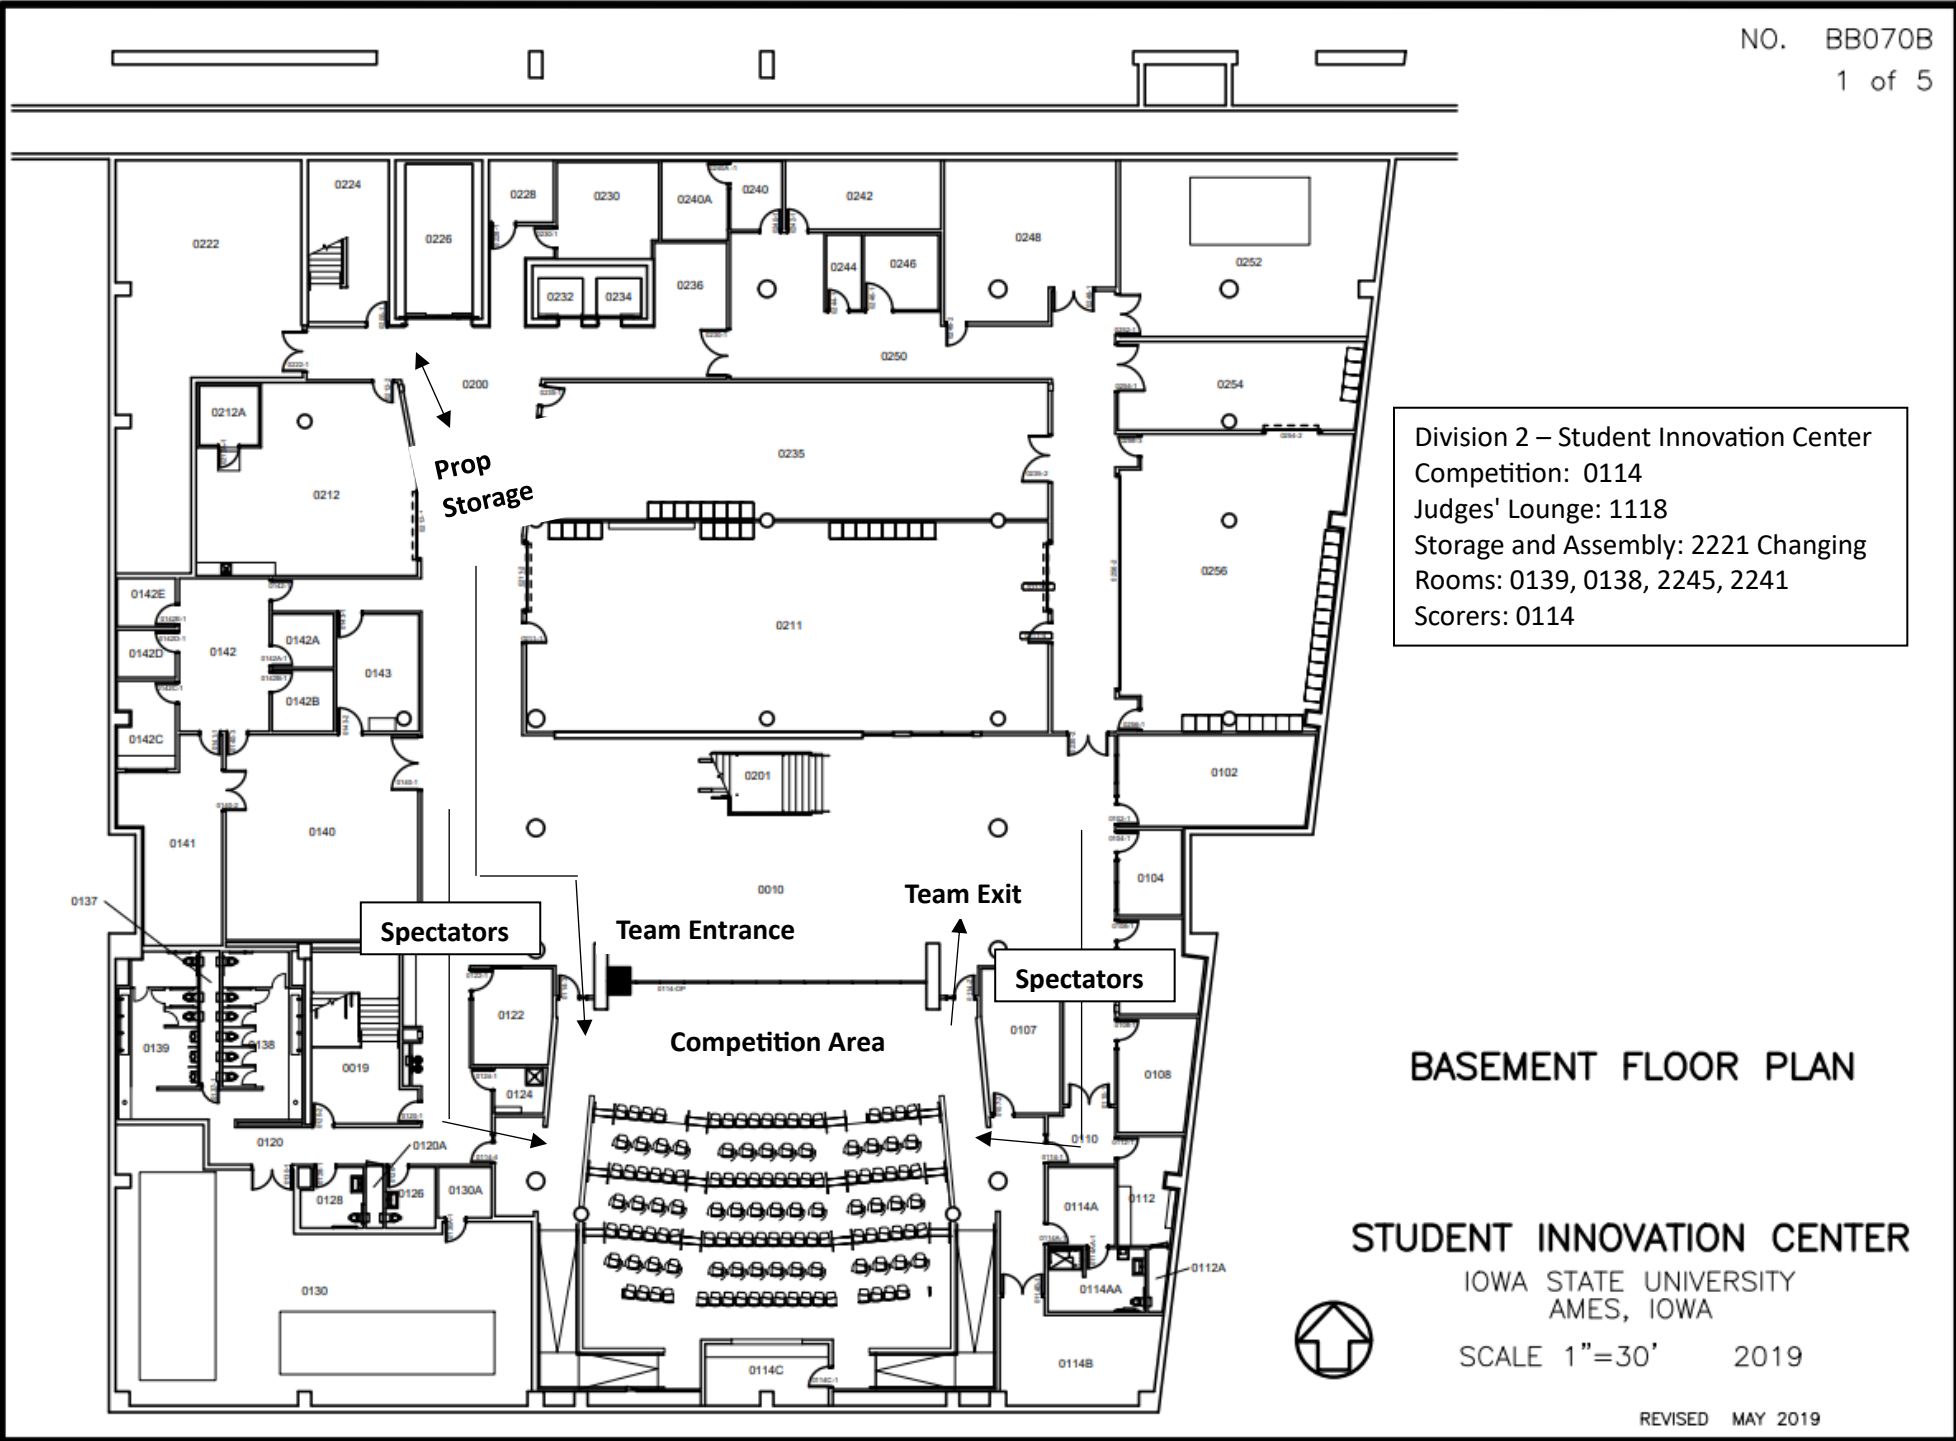 NO. BB070B
1 of 5
0224
0228
0230
0240A
0240
0242
0222
0226
0248
0252
0244
0246
0232
0234
0236
0250
0200
0254
0212A
0235
Prop
Storage
0212
0256
0211
Division 2 – Student Innovation Center
Competition: 0114
Judges' Lounge: 1118
Storage and Assembly: 2221 Changing
Rooms: 0139, 0138, 2245, 2241
Scorers: 0114
0142E
0142D
0142
0142A
0143
0142B
0142C
0201
0102
0140
0141
0104
0137
0010
Team Exit
Spectators
Team Entrance
Spectators
0114-OP
0122
0107
Competition Area
0139
0138
0019
0124
0108
0120
0120A
0110
0128
0126
0130A
0114A
0112
0130
0114AA
0112A
0114C
0114B
BASEMENT FLOOR PLAN
STUDENT INNOVATION CENTER
IOWA STATE UNIVERSITY
AMES, IOWA
SCALE 1"=30' 2019
REVISED MAY 2019